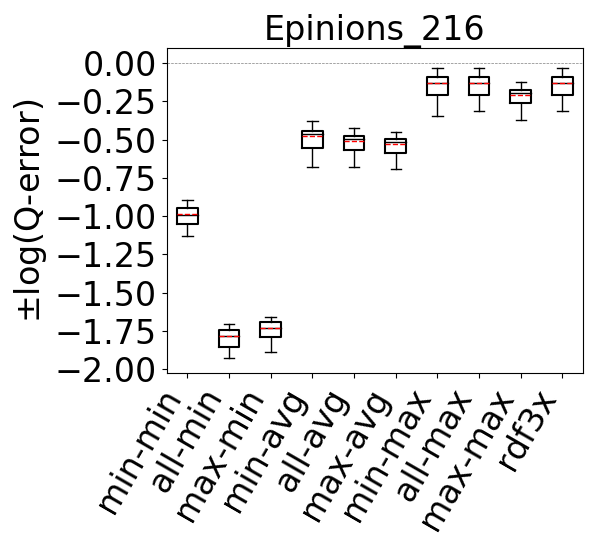 Epinions_216
±log(Q-error)
0.00
−0.25
−0.50
−0.75
−1.00
−1.25
−1.50
−1.75
−2.00
min-min
all-min
max-min
min-avg
all-avg
max-avg
min-max
all-max
max-max
rdf3x